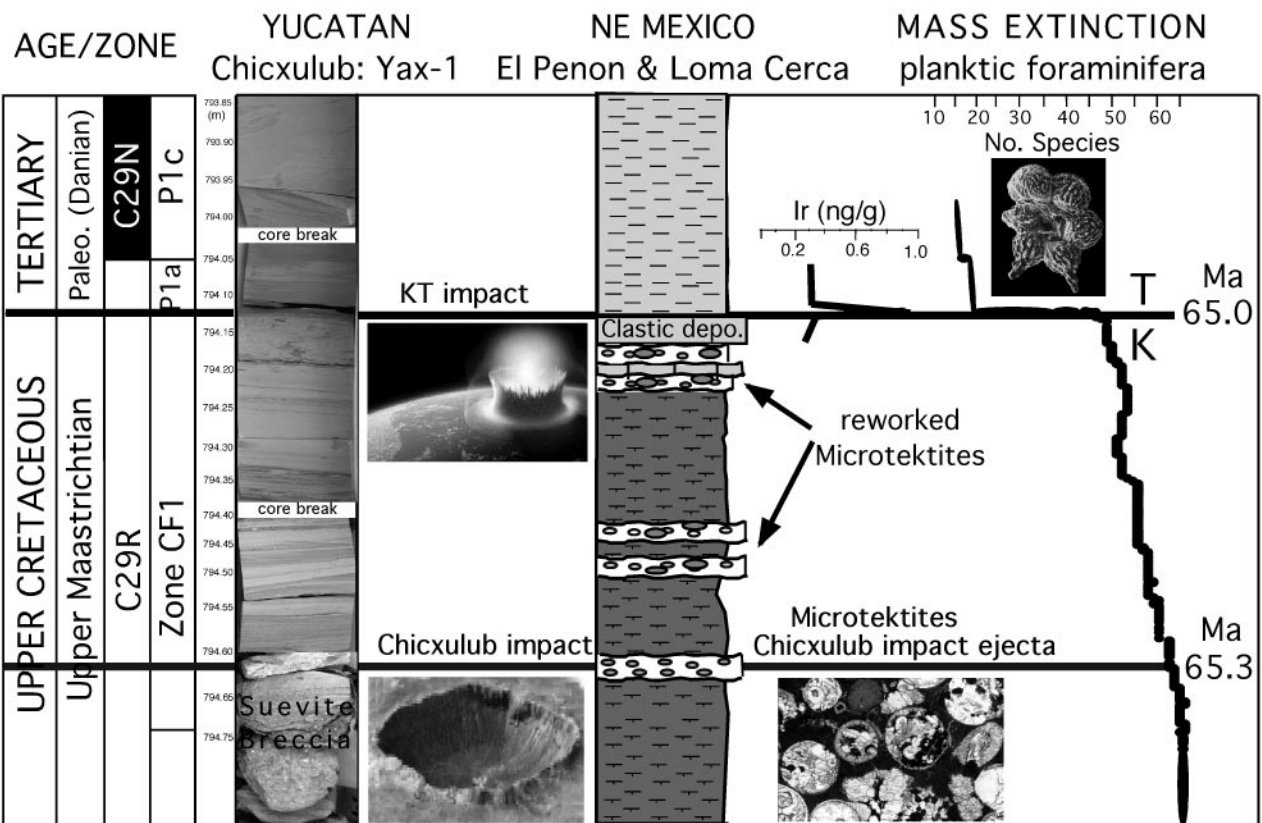 AGE/ZONE
YUCATAN
Chicxulub: Yax-1
NE MEXICO
El Penon & Loma Cerca
MASS EXTINCTION
planktic foraminifera
TERTIARY
Paleo. (Danian)
C29N
P1c
P1a
UPPER CRETACEOUS
Upper Maastrichtian
C29R
Zone CF1
793.85
(m)
793.90
793.95
794.00
794.05
794.10
794.15
794.20
794.25
794.30
794.35
794.40
794.45
794.50
794.55
794.60
794.65
794.75
core break
core break
Suevite
Breccia
KT impact
Chicxulub impact
Clastic depo.
Ir (ng/g)
0.2 0.6 1.0
reworked
Microtektites
Microtektites
Chicxulub impact ejecta
10 20 30 40 50 60
No. Species
T
K
Ma
65.0
Ma
65.3